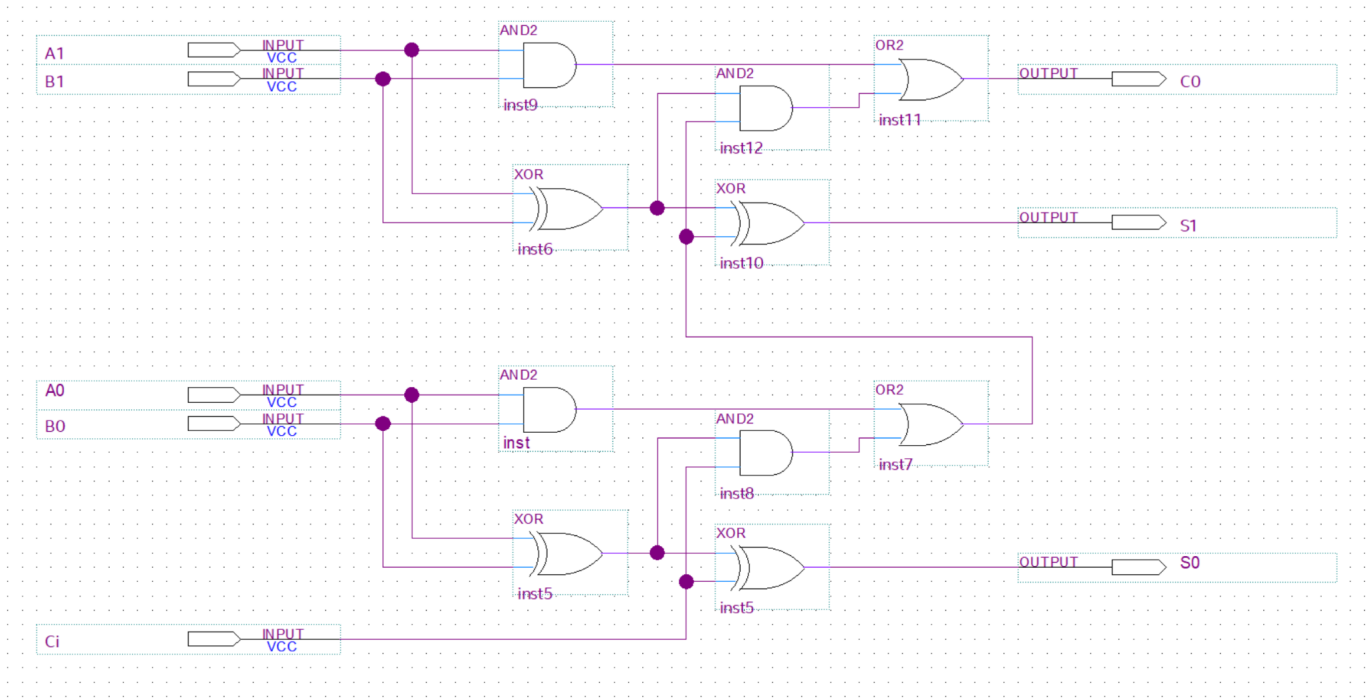 AND2
A1 INPUT VCC
OR2
B1 INPUT VCC
AND2
OUTPUT C0
inst9
inst11
inst12
XOR
XOR
inst6
OUTPUT S1
inst10
AND2
A0 INPUT VCC
OR2
B0 INPUT VCC
AND2
inst
inst7
inst8
XOR
XOR
OUTPUT S0
inst5
inst5
Ci INPUT VCC